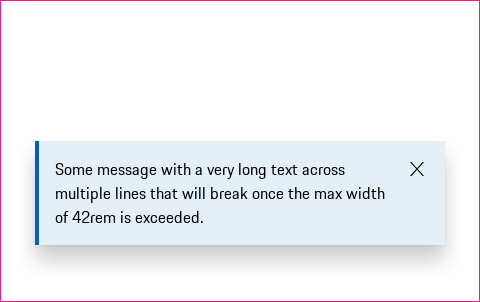 Some message with a very long text across
multiple lines that will break once the max width
of 42rem is exceeded.